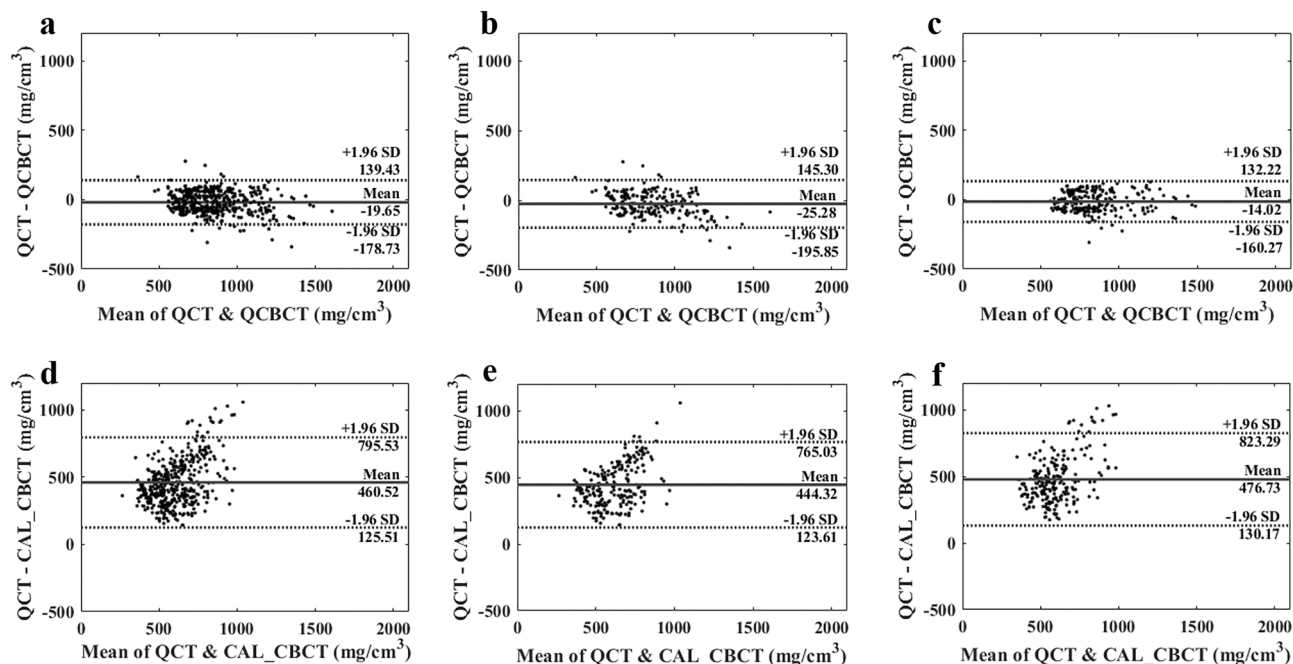 a
QCT - QCBCT (mg/cm³)
1000
500
0
-500
+1.96 SD
139.43
Mean
-19.65
-1.96 SD
-178.73
0 500 1000 1500 2000
Mean of QCT & QCBCT (mg/cm³)
b
QCT - QCBCT (mg/cm³)
1000
500
0
-500
+1.96 SD
145.30
Mean
-25.28
-1.96 SD
-195.85
0 500 1000 1500 2000
Mean of QCT & QCBCT (mg/cm³)
c
QCT - QCBCT (mg/cm³)
1000
500
0
-500
+1.96 SD
132.22
Mean
-14.02
-1.96 SD
-160.27
0 500 1000 1500 2000
Mean of QCT & QCBCT (mg/cm³)
d
QCT - CAL_CBCT (mg/cm³)
1000
500
0
-500
+1.96 SD
795.53
Mean
460.52
-1.96 SD
125.51
0 500 1000 1500 2000
Mean of QCT & CAL_CBCT (mg/cm³)
e
QCT - CAL_CBCT (mg/cm³)
1000
500
0
-500
+1.96 SD
765.03
Mean
444.32
-1.96 SD
123.61
0 500 1000 1500 2000
Mean of QCT & CAL_CBCT (mg/cm³)
f
QCT - CAL_CBCT (mg/cm³)
1000
500
0
-500
+1.96 SD
823.29
Mean
476.73
-1.96 SD
130.17
0 500 1000 1500 2000
Mean of QCT & CAL_CBCT (mg/cm³)